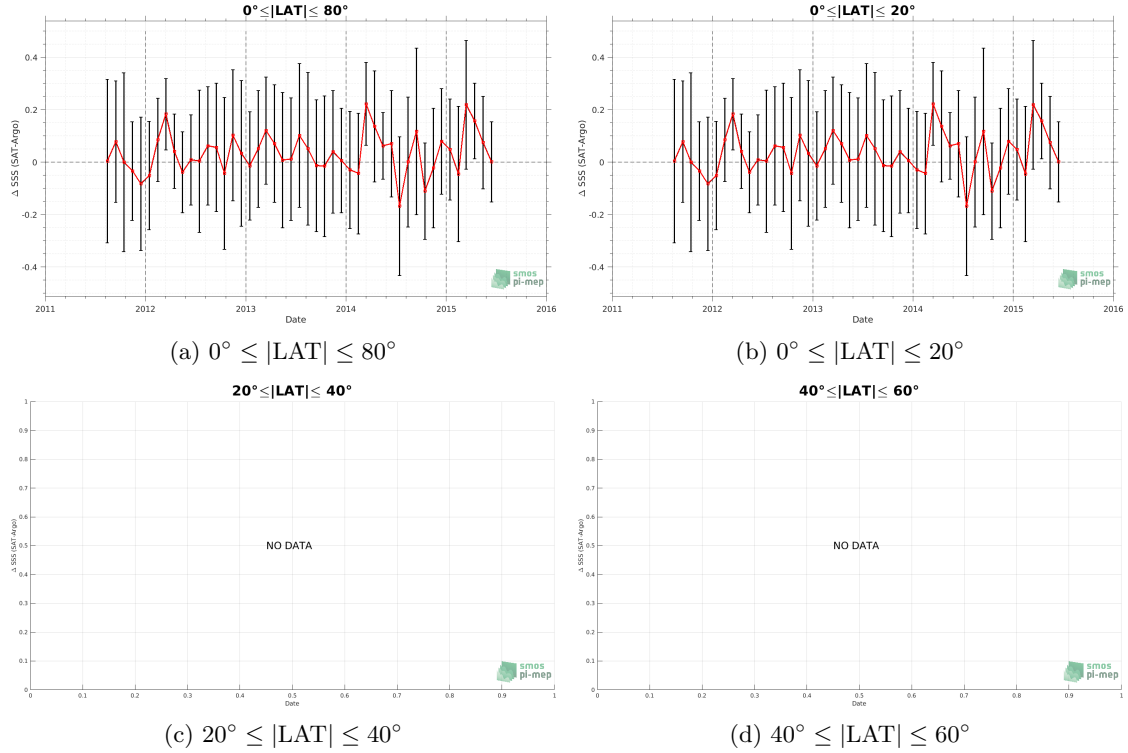 0°≤|LAT|≤ 80°
0.4
0.2
0
-0.2
-0.4
Δ SSS (SAT-Argo)
2011
2012
2013
2014
2015
2016
Date
smos
pi-mep
(a) 0° ≤ |LAT| ≤ 80°
0°≤|LAT|≤ 20°
0.4
0.2
0
-0.2
-0.4
Δ SSS (SAT-Argo)
2011
2012
2013
2014
2015
2016
Date
smos
pi-mep
(b) 0° ≤ |LAT| ≤ 20°
20°≤|LAT|≤ 40°
1
0.9
0.8
0.7
0.6
0.5
0.4
0.3
0.2
0.1
0
Δ SSS (SAT-Argo)
NO DATA
0
0.1
0.2
0.3
0.4
0.5
0.6
0.7
0.8
0.9
1
Date
smos
pi-mep
(c) 20° ≤ |LAT| ≤ 40°
40°≤|LAT|≤ 60°
1
0.9
0.8
0.7
0.6
0.5
0.4
0.3
0.2
0.1
0
Δ SSS (SAT-Argo)
NO DATA
0
0.1
0.2
0.3
0.4
0.5
0.6
0.7
0.8
0.9
1
Date
smos
pi-mep
(d) 40° ≤ |LAT| ≤ 60°